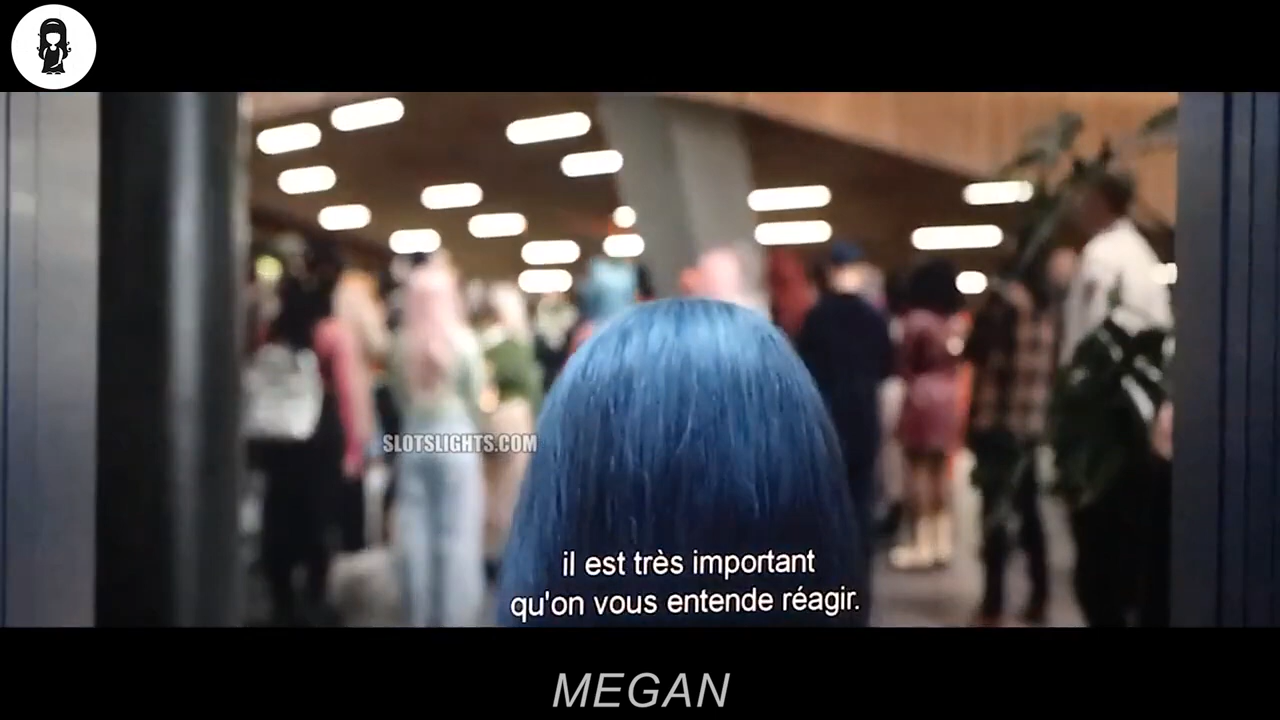 SLOTSLIGHTS.COM
il est très important
qu'on vous entende réagir.
MEGAN